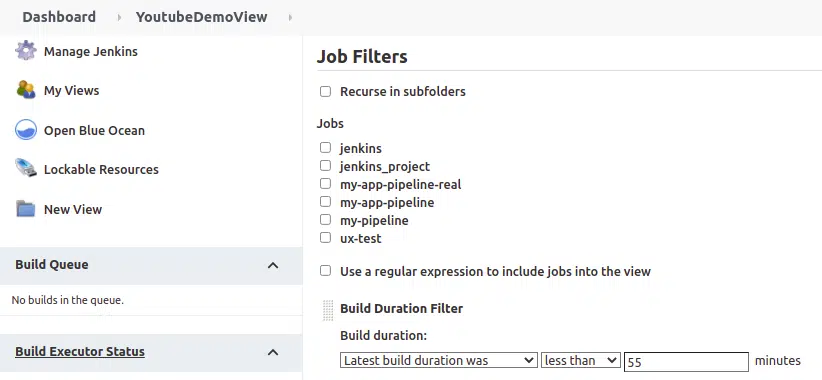 Dashboard YoutubeDemoView
Manage Jenkins
My Views
Open Blue Ocean
Lockable Resources
New View
Build Queue
No builds in the queue.
Build Executor Status
Job Filters
Recurse in subfolders
Jobs
jenkins
jenkins_project
my-app-pipeline-real
my-app-pipeline
my-pipeline
ux-test
Use a regular expression to include jobs into the view
Build Duration Filter
Build duration:
Latest build duration was less than 55 minutes